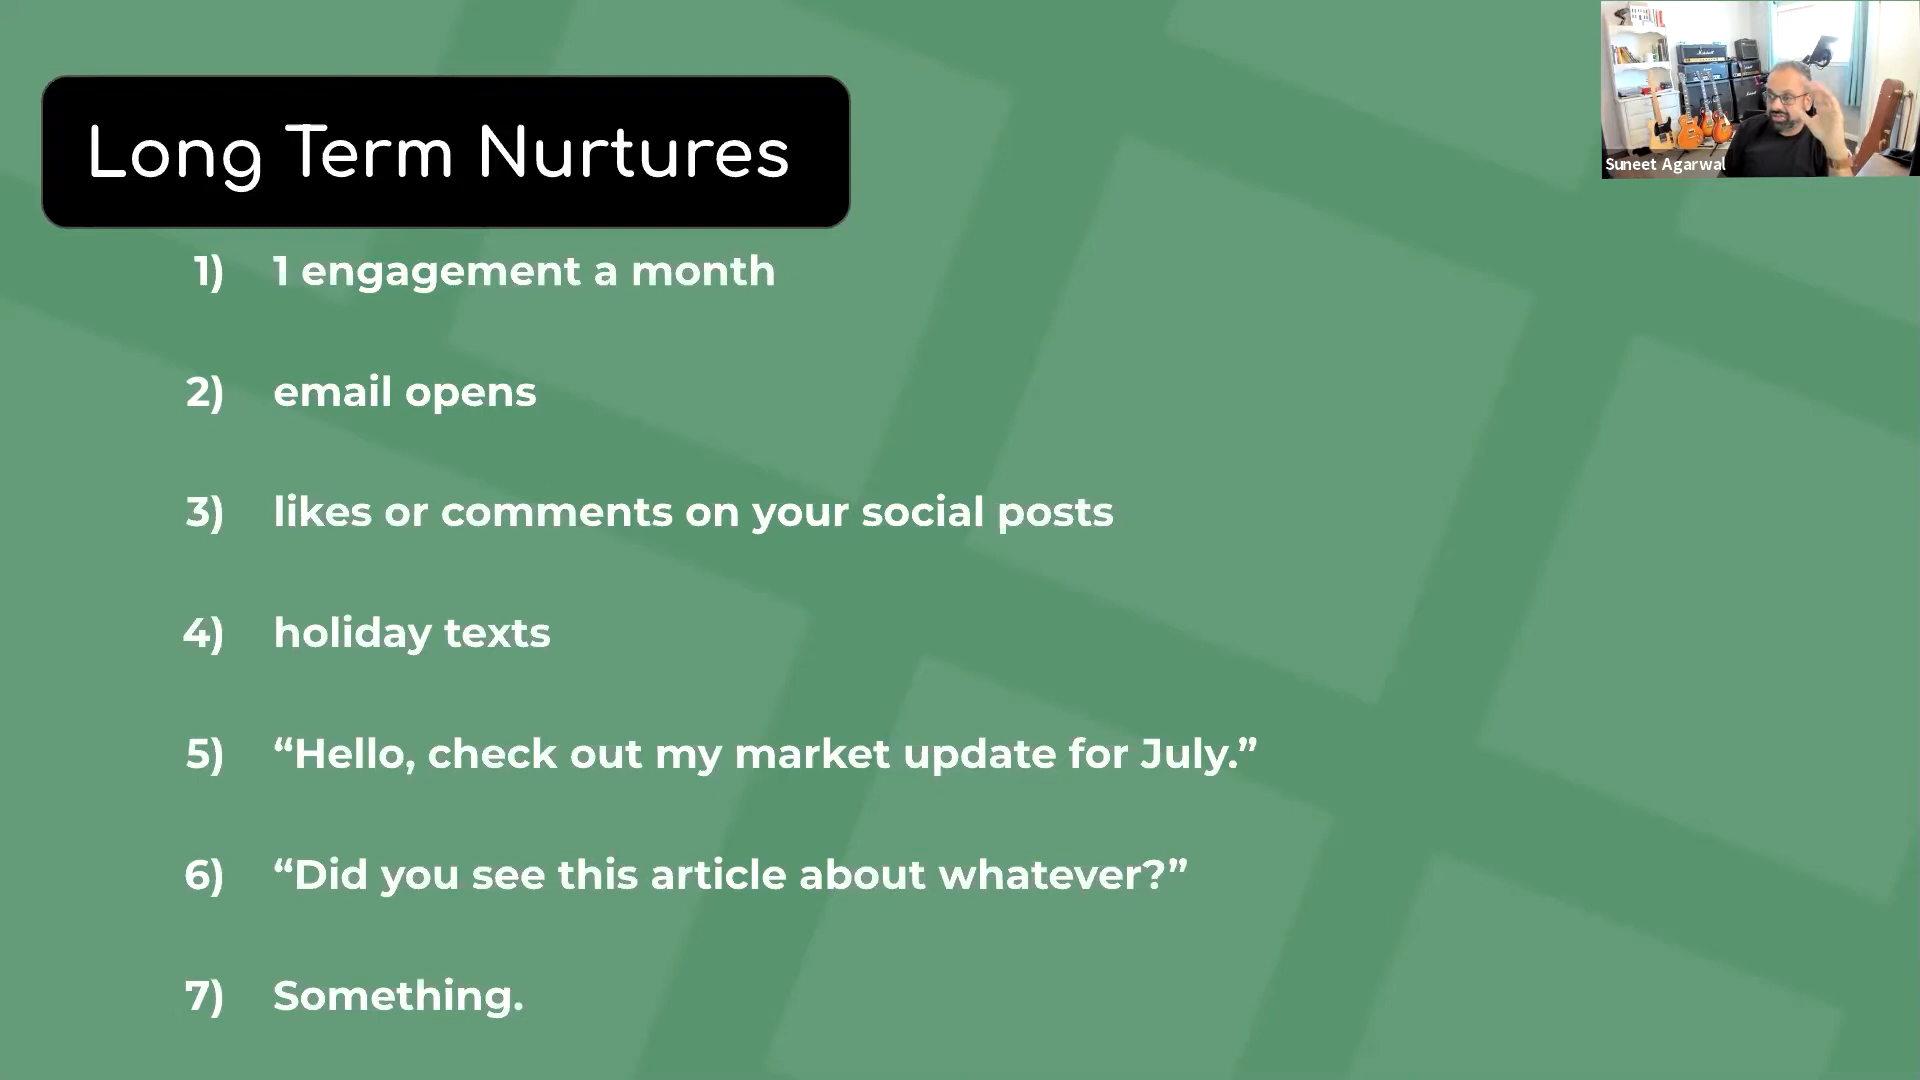 Long Term Nurtures
1) 1 engagement a month
2) email opens
3) likes or comments on your social posts
4) holiday texts
5) “Hello, check out my market update for July.”
6) “Did you see this article about whatever?”
7) Something.
Suneet Agarwal